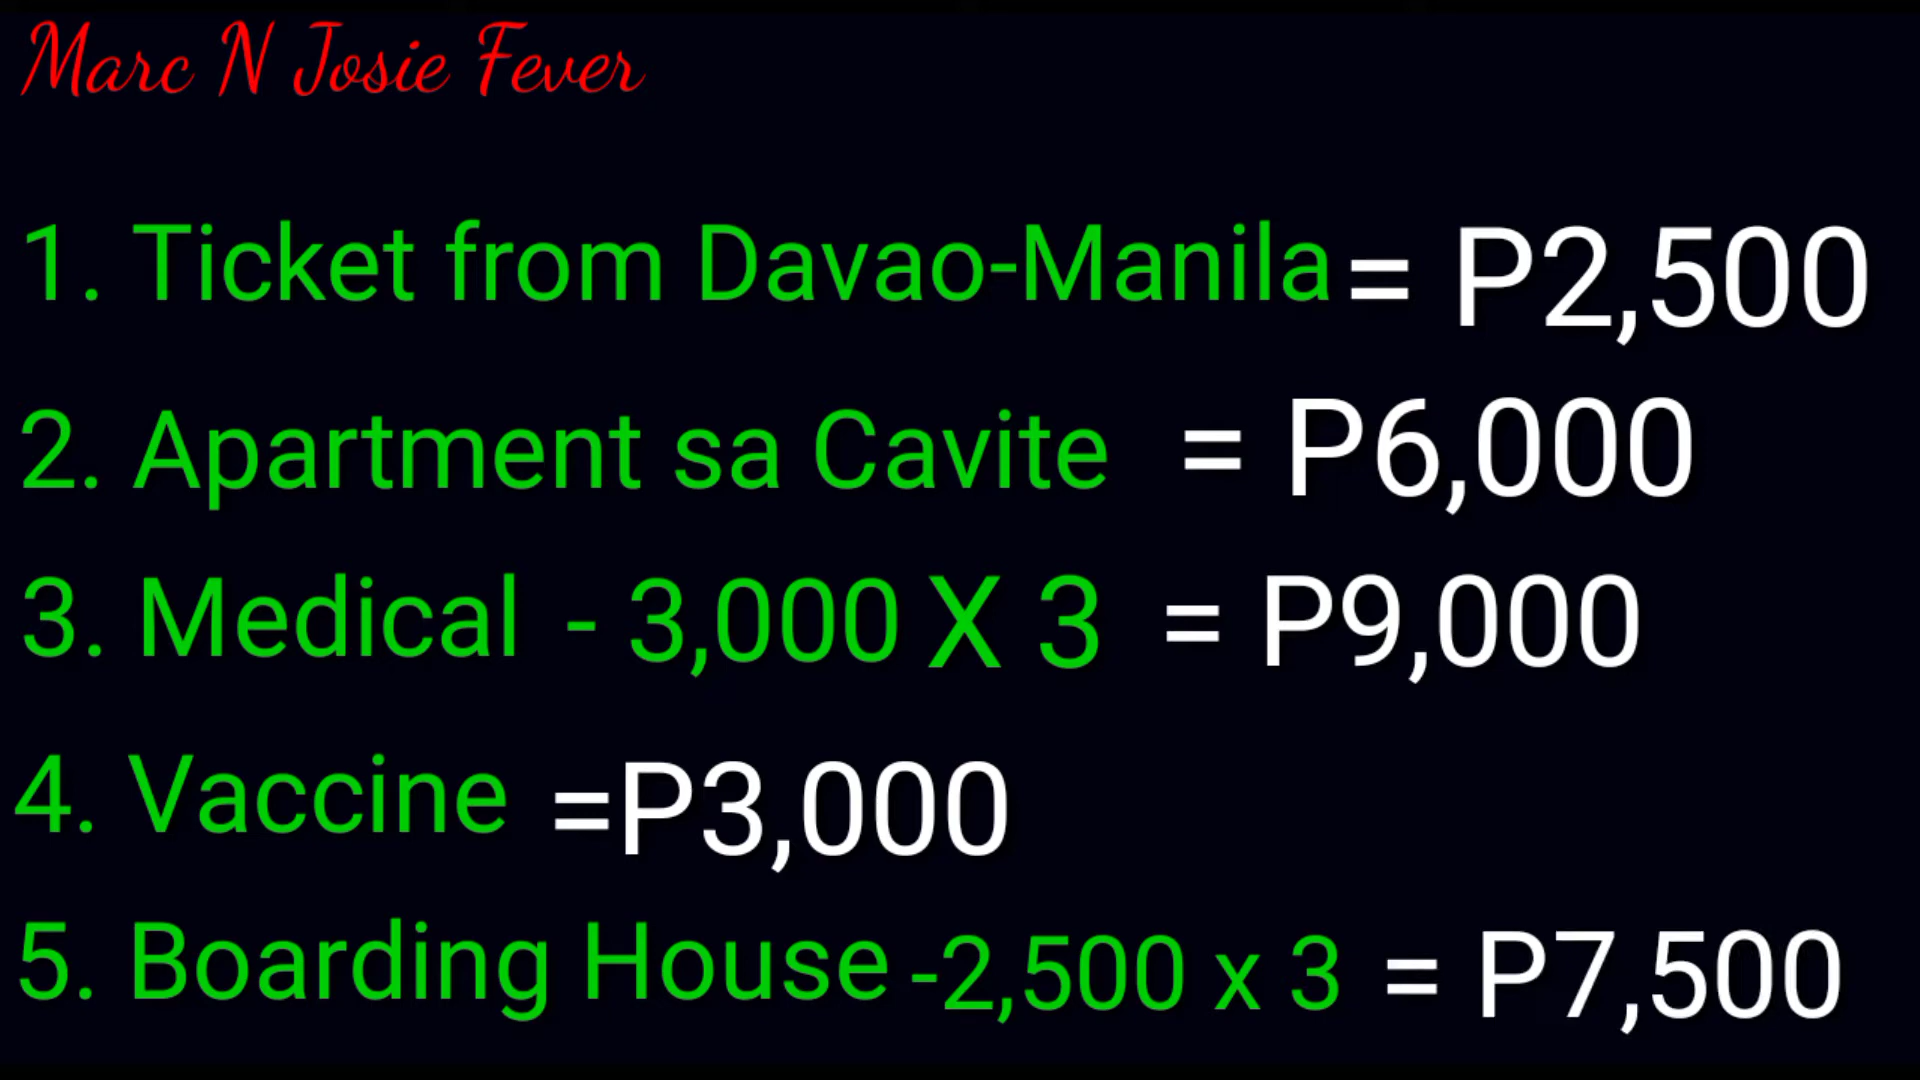 Marc N Josie Fever
1. Ticket from Davao-Manila = P2,500
2. Apartment sa Cavite = P6,000
3. Medical - 3,000 X 3 = P9,000
4. Vaccine =P3,000
5. Boarding House -2,500 x 3 = P7,500